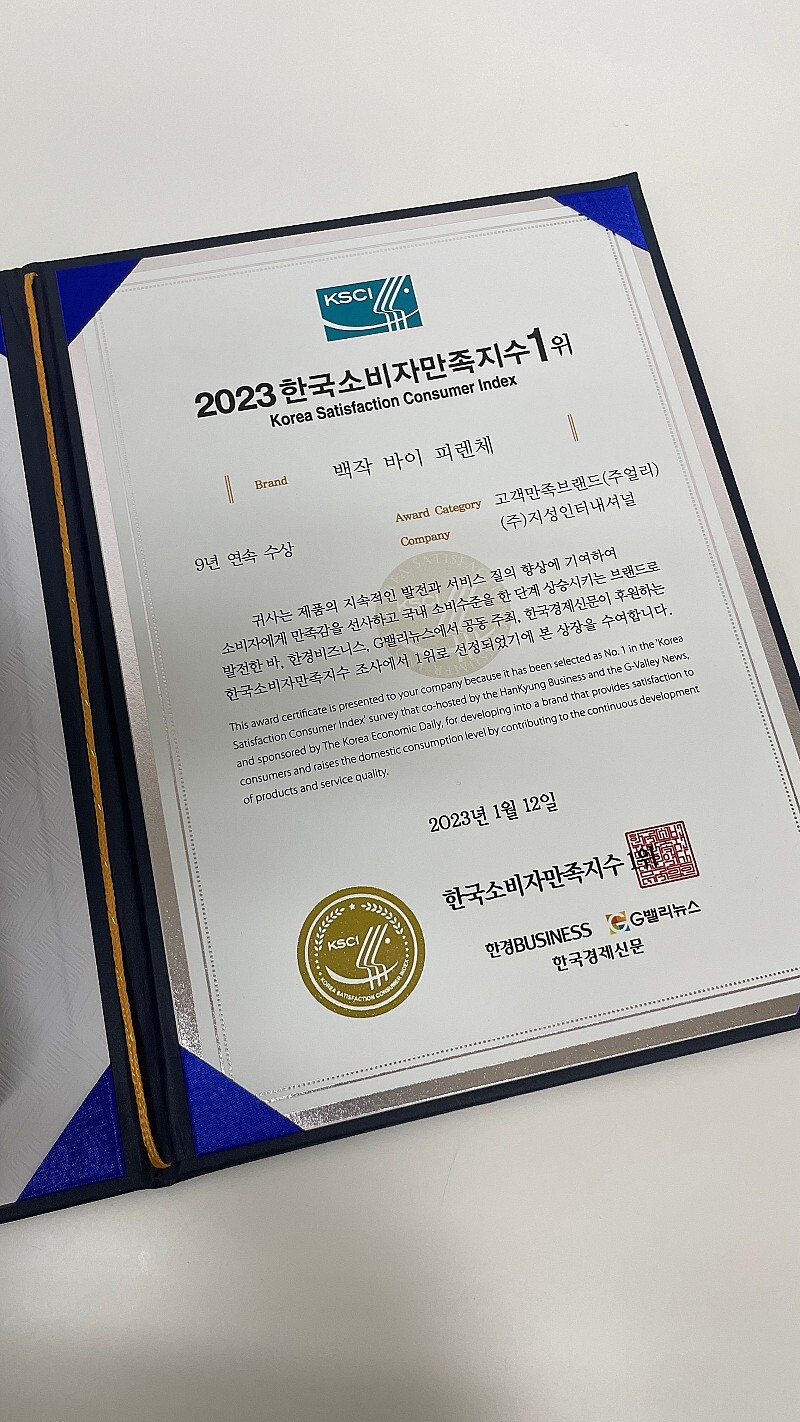 KSCI
2023 한국소비자만족지수1위
Korea Satisfaction Consumer Index
Brand 백작 바이 피렌체
Award Category 고객만족브랜드(주얼리)
Company (주)지성인터내셔널
9년 연속 수상
귀사는 제품의 지속적인 발전과 서비스 질의 향상에 기여하여
소비자에게 만족감을 선사하고 국내 소비수준을 한 단계 상승시키는 브랜드로
발전한 바, 한경비즈니스, G밸리뉴스에서 공동 주최, 한국경제신문이 후원하는
한국소비자만족지수 조사에서 1위로 선정되었기에 본 상장을 수여합니다.
This award certificate is presented to your company because it has been selected as No. 1 in the 'Korea
Satisfaction Consumer Index' survey that co-hosted by the HanKyung Business and the G-Valley News,
and sponsored by The Korea Economic Daily, for developing into a brand that provides satisfaction to
consumers and raises the domestic consumption level by contributing to the continuous development
of products and service quality.
2023년 1월 12일
한국소비자만족지수 1위
한경BUSINESS G밸리뉴스
한국경제신문
KSCI
KOREA SATISFACTION CONSUMER INDEX